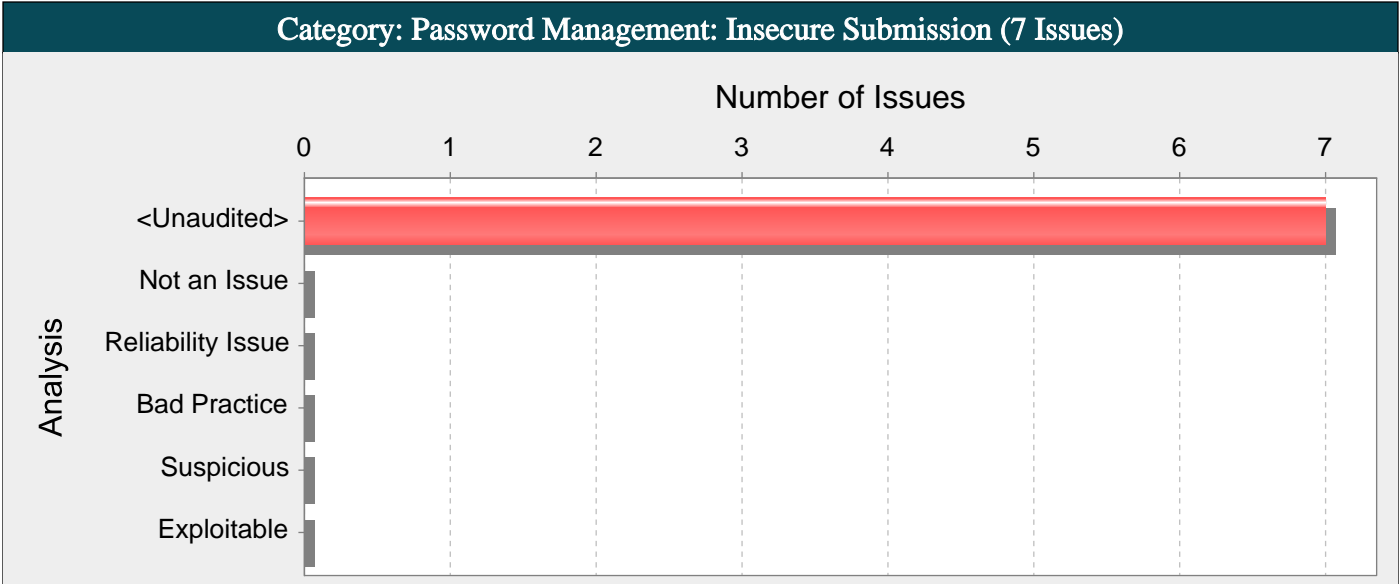 Category: Password Management: Insecure Submission (7 Issues)
Number of Issues
0 1 2 3 4 5 6 7
<Unaudited>
Not an Issue
Reliability Issue
Bad Practice
Suspicious
Exploitable
Analysis